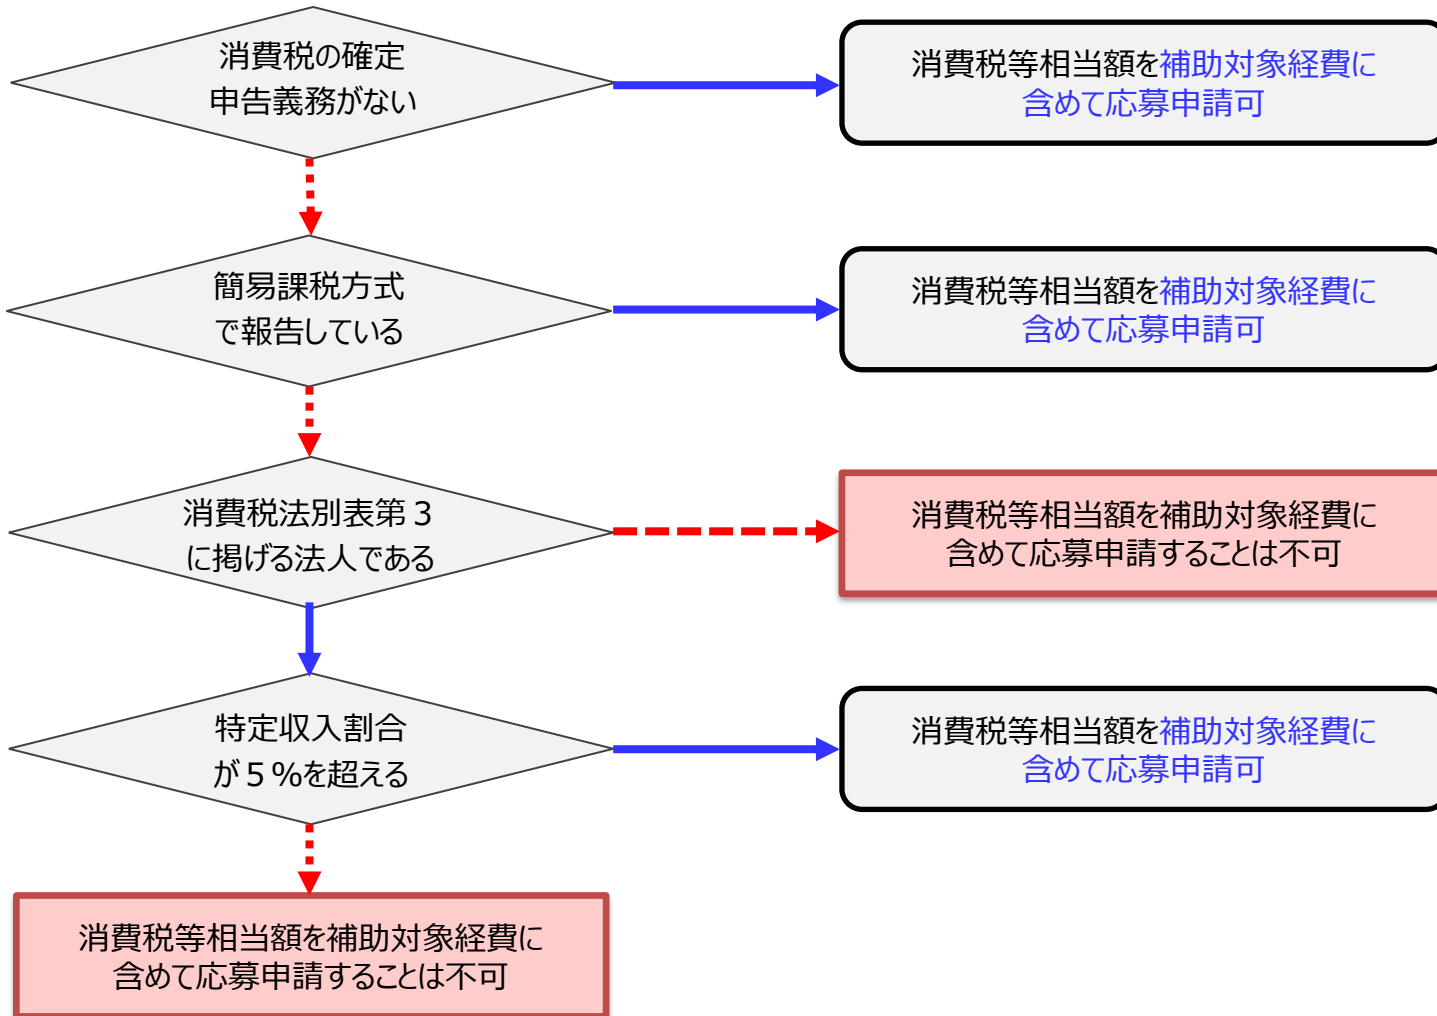 消費税の確定
申告義務がない
消費税等相当額を補助対象経費に
含めて応募申請可
簡易課税方式
で報告している
消費税等相当額を補助対象経費に
含めて応募申請可
消費税法別表第３
に掲げる法人である
消費税等相当額を補助対象経費に
含めて応募申請することは不可
特定収入割合
が５％を超える
消費税等相当額を補助対象経費に
含めて応募申請可
消費税等相当額を補助対象経費に
含めて応募申請することは不可